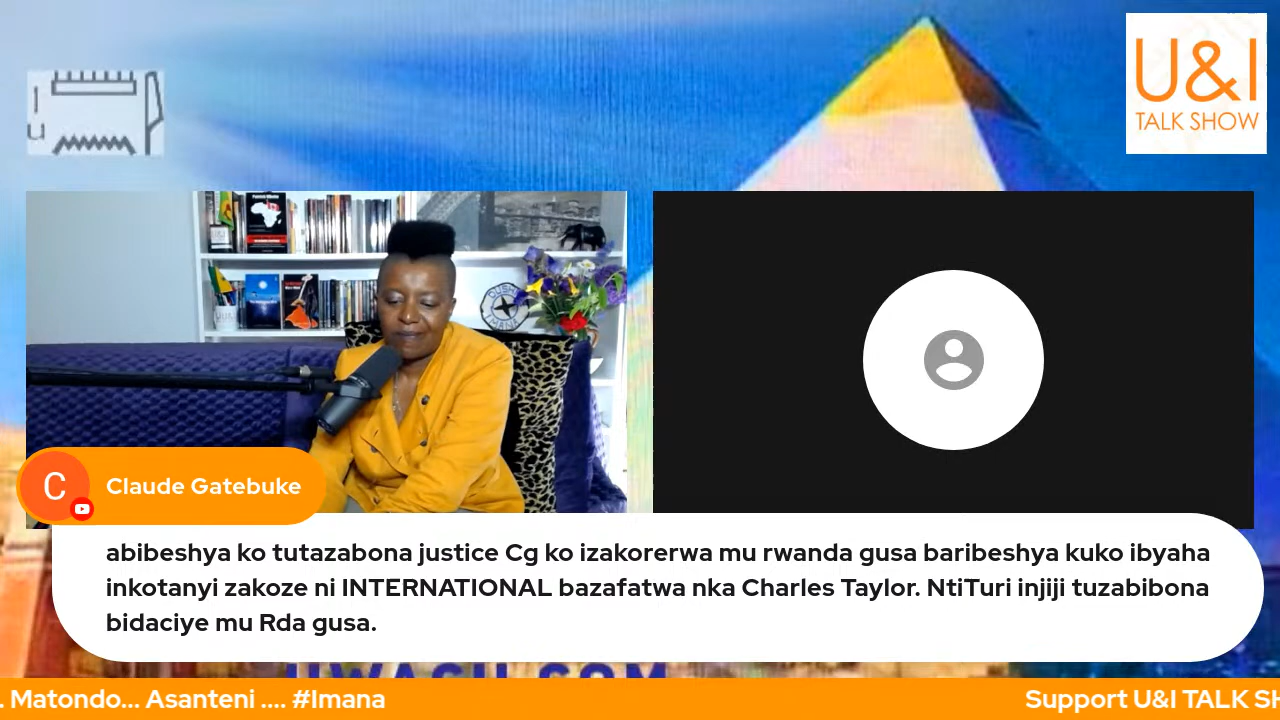 U&I
TALK SHOW
DUSHI
IMANA
Claude Gatebuke
abibeshya ko tutazabona justice Cg ko izakorerwa mu rwanda gusa baribeshya kuko ibyaha
inkotanyi zakoze ni INTERNATIONAL bazafatwa nka Charles Taylor. NtiTuri injiji tuzabibona
bidaciye mu Rda gusa.
. Matondo... Asanteni .... #Imana
Support U&I TALK SH